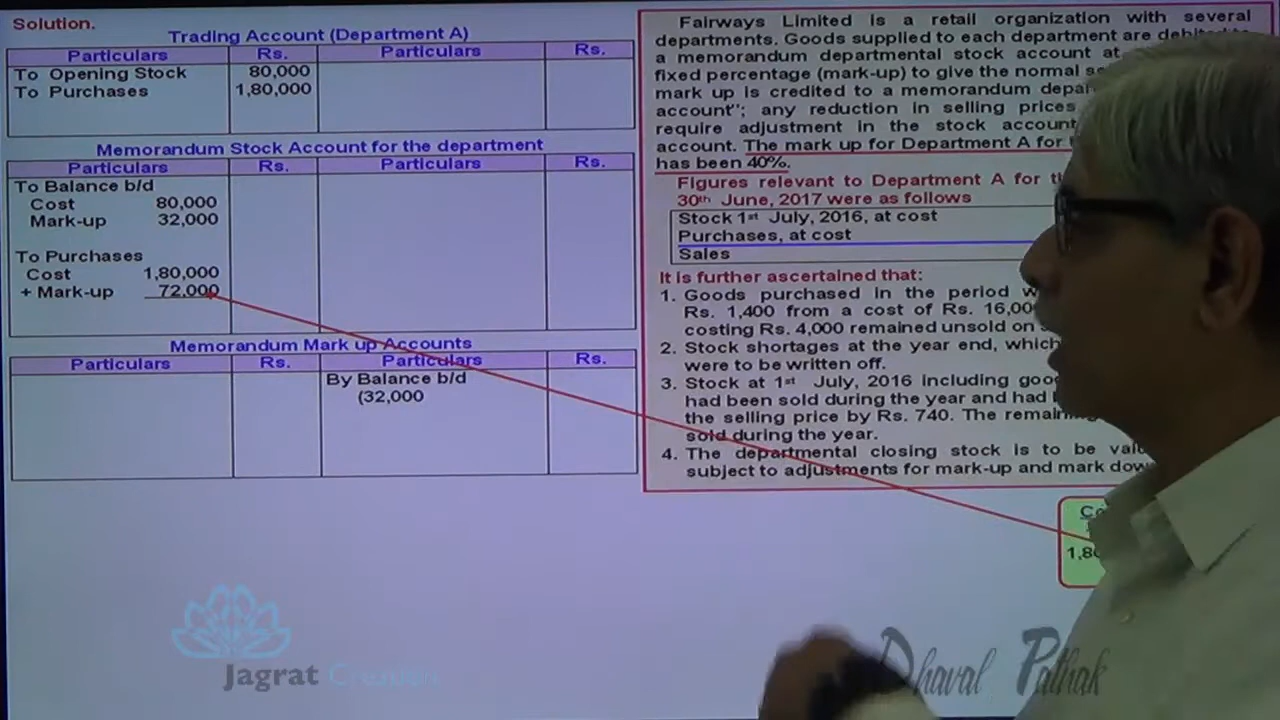 Solution.
Trading Account (Department A)
Particulars Rs. Particulars Rs.
To Opening Stock 80,000
To Purchases 1,80,000
Memorandum Stock Account for the department
Particulars Rs. Particulars Rs.
To Balance b/d
Cost 80,000
Mark-up 32,000
To Purchases
Cost 1,80,000
+ Mark-up 72,000
Memorandum Mark up Accounts
Particulars Rs. Particulars Rs.
By Balance b/d
(32,000
Fairways Limited is a retail organization with several
departments. Goods supplied to each department are debited to
a memorandum departmental stock account at
fixed percentage (mark-up) to give the normal
mark up is credited to a memorandum
account"; any reduction in selling prices
require adjustment in the stock account
account. The mark up for Department A for
has been 40%.
Figures relevant to Department A for
30th June, 2017 were as follows
Stock 1st July, 2016, at cost
Purchases, at cost
Sales
It is further ascertained that:
1. Goods purchased in the period
Rs. 1,400 from a cost of Rs. 16,00
costing Rs. 4,000 remained unsold on
2. Stock shortages at the year end, which
were to be written off.
3. Stock at 1st July, 2016 including
had been sold during the year and had
the selling price by Rs. 740. The
sold during the year.
4. The departmental closing stock is to be
subject to adjustments for mark-up and mark
Co
1,8
Jagrat Creation
Dhaval Pathak